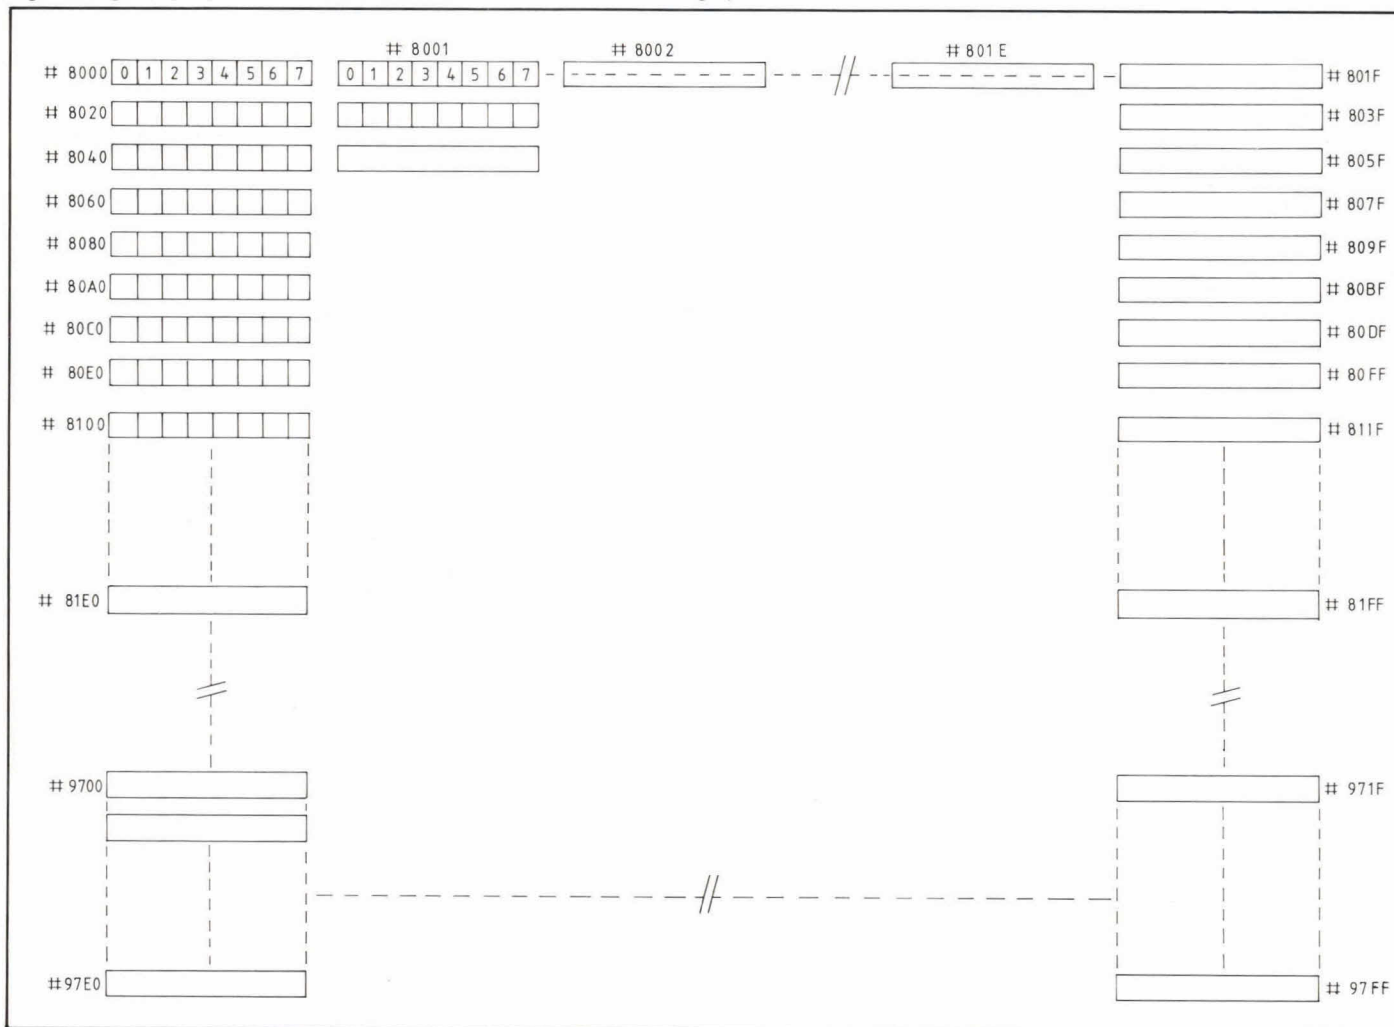 # 8001 # 8002 # 801E
# 8000 0 1 2 3 4 5 6 7 0 1 2 3 4 5 6 7 # 801F
# 8020 # 803F
# 8040 # 805F
# 8060 # 807F
# 8080 # 809F
# 80A0 # 80BF
# 80C0 # 80DF
# 80E0 # 80FF
# 8100 # 811F
# 81E0 # 81FF
# 9700 # 971F
#97E0 # 97FF